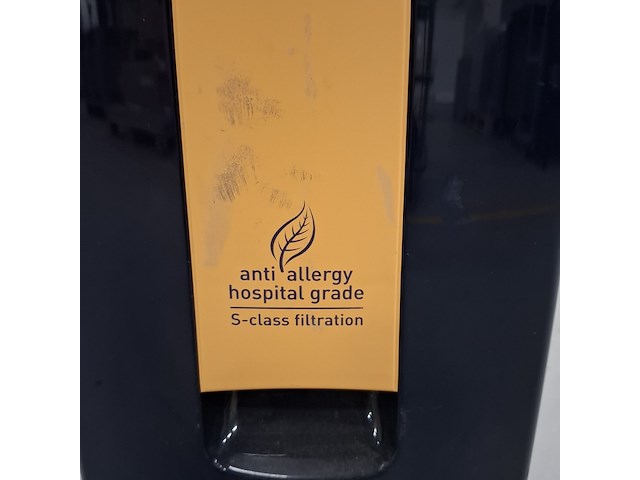 anti allergy
hospital grade
S-class filtration